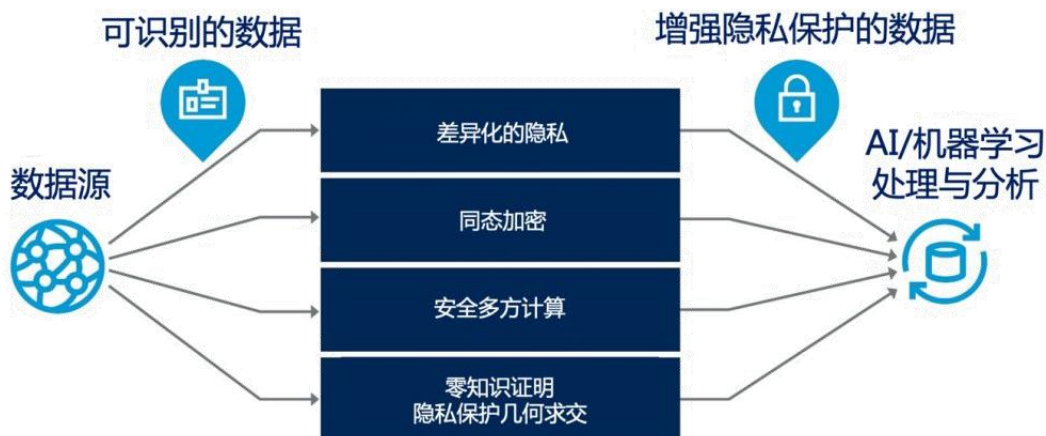 可识别的数据
增强隐私保护的数据
数据源
差异化的隐私
同态加密
安全多方计算
零知识证明
隐私保护几何求交
AI/机器学习
处理与分析